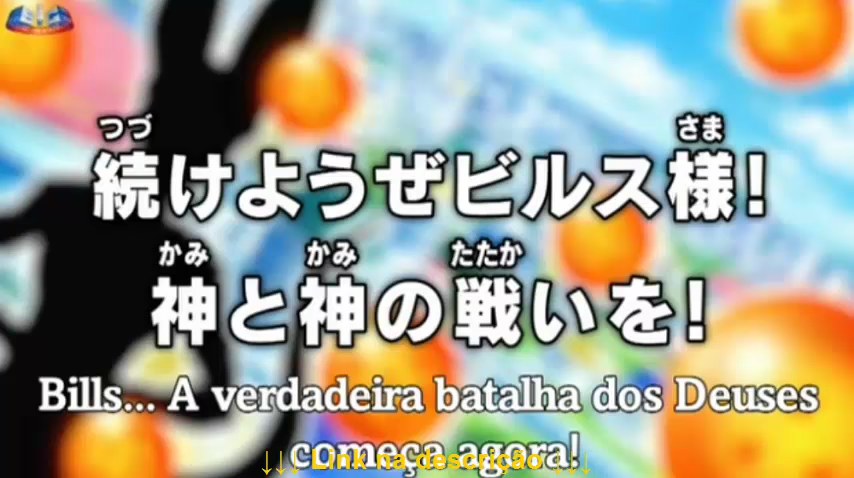 つづ さま
続けようぜビルス様！
かみ かみ たたか
神と神の戦いを！
Bills... A verdadeira batalha dos Deuses
começa agora!
↓↓↓ Link na descrição ↓↓↓